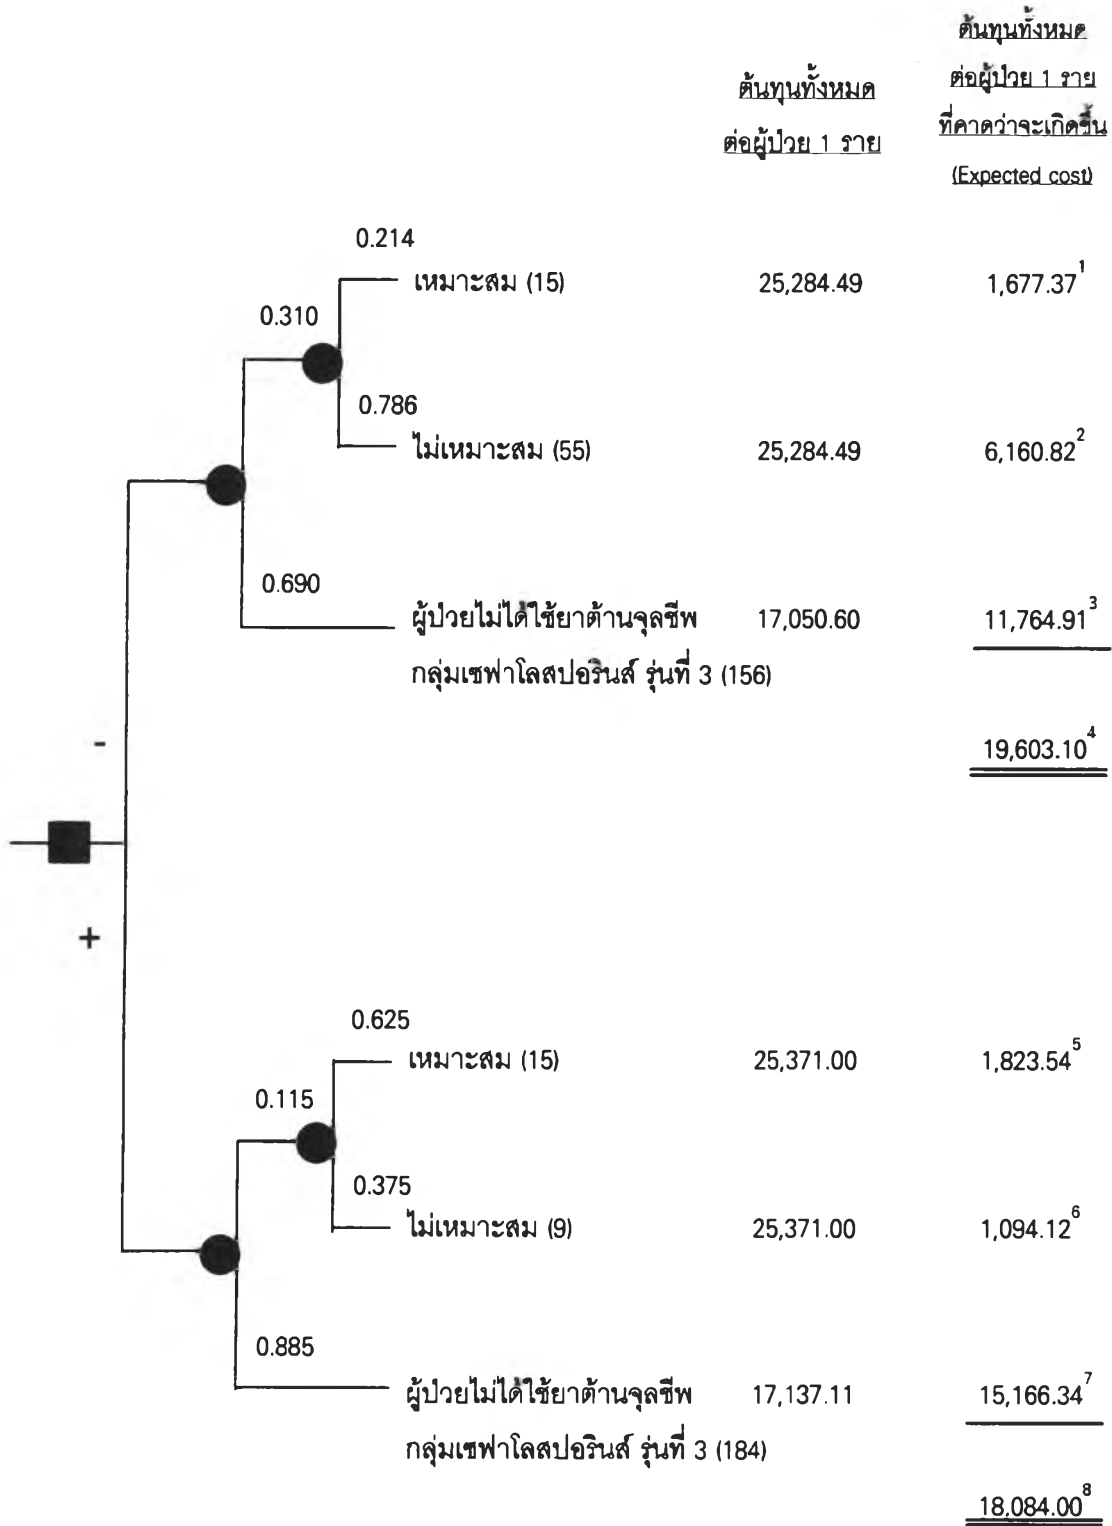 ต้นทุนทั้งหมด
ต่อผู้ป่วย 1 ราย
ต้นทุนทั้งหมด
ต่อผู้ป่วย 1 ราย
ที่คาดว่าจะเกิดขึ้น
(Expected cost)
0.214
เหมาะสม (15) 25,284.49 1,677.37¹
0.310
0.786
ไม่เหมาะสม (55) 25,284.49 6,160.82²
0.690
ผู้ป่วยไม่ได้ใช้ยาต้านจุลชีพ 17,050.60 11,764.91³
กลุ่มเซฟาโลสปอรินส์ รุ่นที่ 3 (156)
-
19,603.10⁴
+
0.625
เหมาะสม (15) 25,371.00 1,823.54⁵
0.115
0.375
ไม่เหมาะสม (9) 25,371.00 1,094.12⁶
0.885
ผู้ป่วยไม่ได้ใช้ยาต้านจุลชีพ 17,137.11 15,166.34⁷
กลุ่มเซฟาโลสปอรินส์ รุ่นที่ 3 (184)
18,084.00⁸